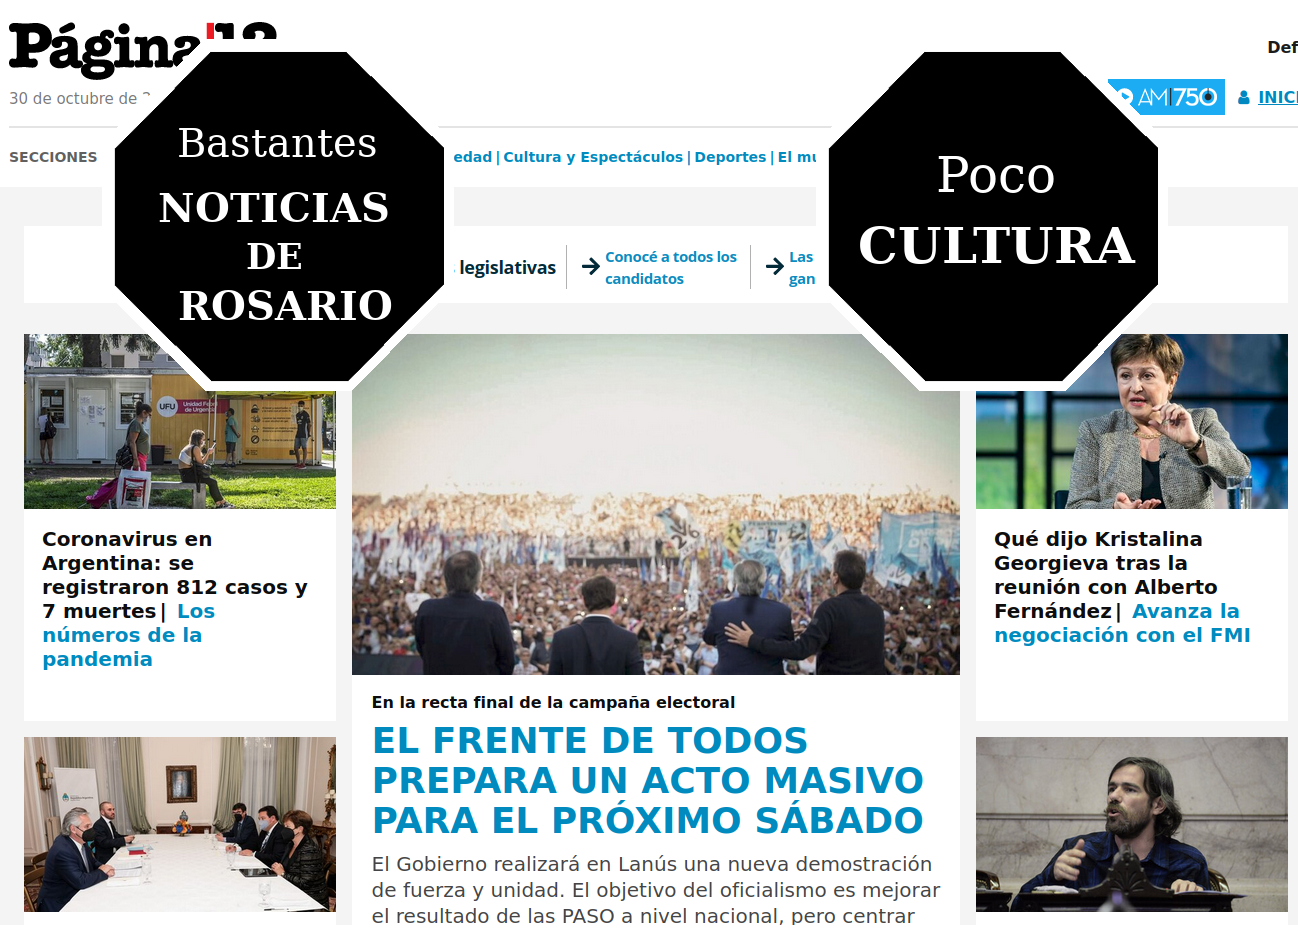 Página 12
Def
30 de octubre de
AM 750
INICI
SECCIONES
edad | Cultura y Espectáculos | Deportes | El mu
Bastantes
NOTICIAS
DE
ROSARIO
Poco
CULTURA
legislativas
Conocé a todos los
candidatos
Las
gan
UFU
Unidad
de Urgen
Coronavirus en
Argentina: se
registraron 812 casos y
7 muertes | Los
números de la
pandemia
Qué dijo Kristalina
Georgieva tras la
reunión con Alberto
Fernández | Avanza la
negociación con el FMI
En la recta final de la campaña electoral
EL FRENTE DE TODOS
PREPARA UN ACTO MASIVO
PARA EL PRÓXIMO SÁBADO
El Gobierno realizará en Lanús una nueva demostración
de fuerza y unidad. El objetivo del oficialismo es mejorar
el resultado de las PASO a nivel nacional, pero centrar